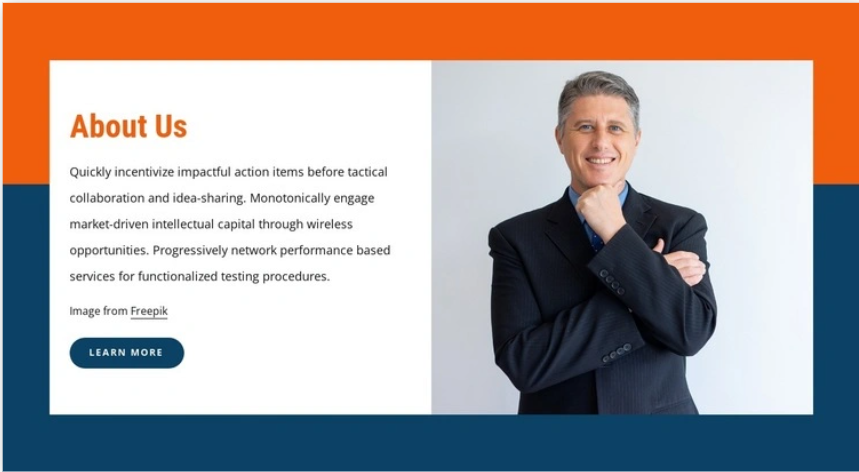 About Us
Quickly incentivize impactful action items before tactical
collaboration and idea-sharing. Monotonically engage
market-driven intellectual capital through wireless
opportunities. Progressively network performance based
services for functionalized testing procedures.
Image from Freepik
LEARN MORE